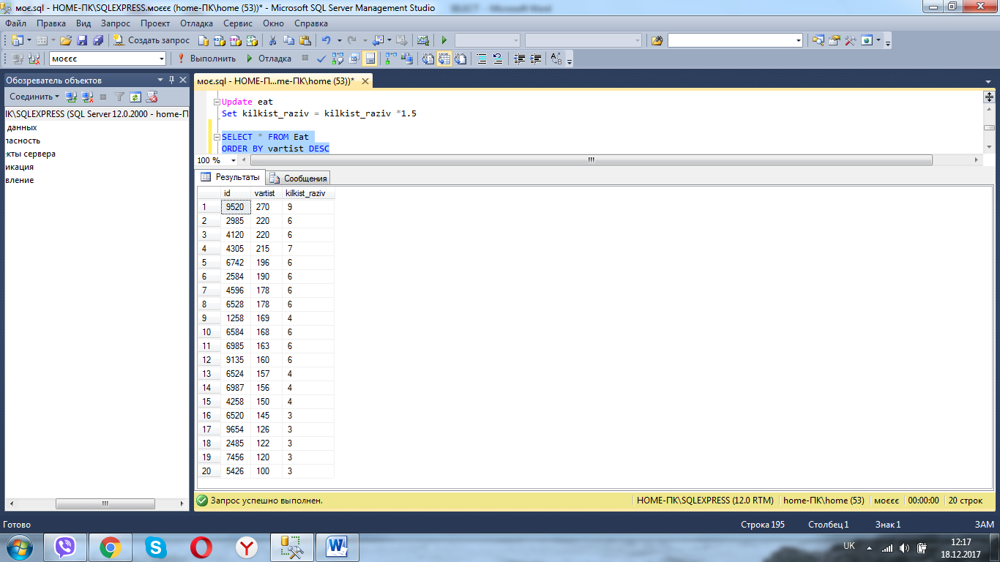 моє.sql - HOME-ПК\SQLEXPRESS.моєєє (home-ПК\home (53))* - Microsoft SQL Server Management Studio
Файл Правка Вид Запрос Проект Отладка Сервис Окно Справка
Создать запрос
моєєє Выполнить Отладка
Обозреватель объектов
моє.sql - HOME-П...me-ПК\home (53))*
Соединить
ІК\SQLEXPRESS (SQL Server 12.0.2000 - home-П
данных
пасность
кты сервера
икация
вление
Update eat
Set kilkist_raziv = kilkist_raziv *1.5
SELECT * FROM Eat
ORDER BY vartist DESC
100 %
Результаты Сообщения
id vartist kilkist_raziv
1 9520 270 9
2 2985 220 6
3 4120 220 6
4 4305 215 7
5 6742 196 6
6 2584 190 6
7 4596 178 6
8 6528 178 6
9 1258 169 4
10 6584 168 6
11 6985 163 6
12 9135 160 6
13 6524 157 4
14 6987 156 4
15 4258 150 4
16 6520 145 3
17 9654 126 3
18 2485 122 3
19 7456 120 3
20 5426 100 3
Запрос успешно выполнен. HOME-ПК\SQLEXPRESS (12.0 RTM) home-ПК\home (53) моєєє 00:00:00 20 строк
Готово Строка 195 Столбец 1 Знак 1 ЗАМ
UK 12:17
18.12.2017